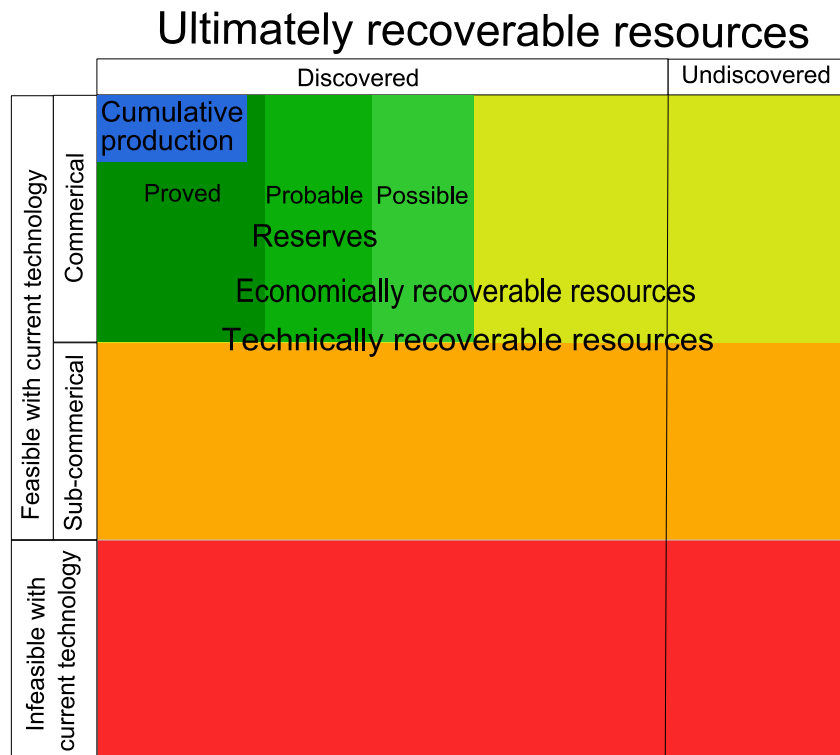 Ultimately recoverable resources
Discovered
Undiscovered
Feasible with current technology
Commerical
Cumulative
production
Proved
Probable
Possible
Reserves
Economically recoverable resources
Technically recoverable resources
Sub-commerical
Infeasible with
current technology